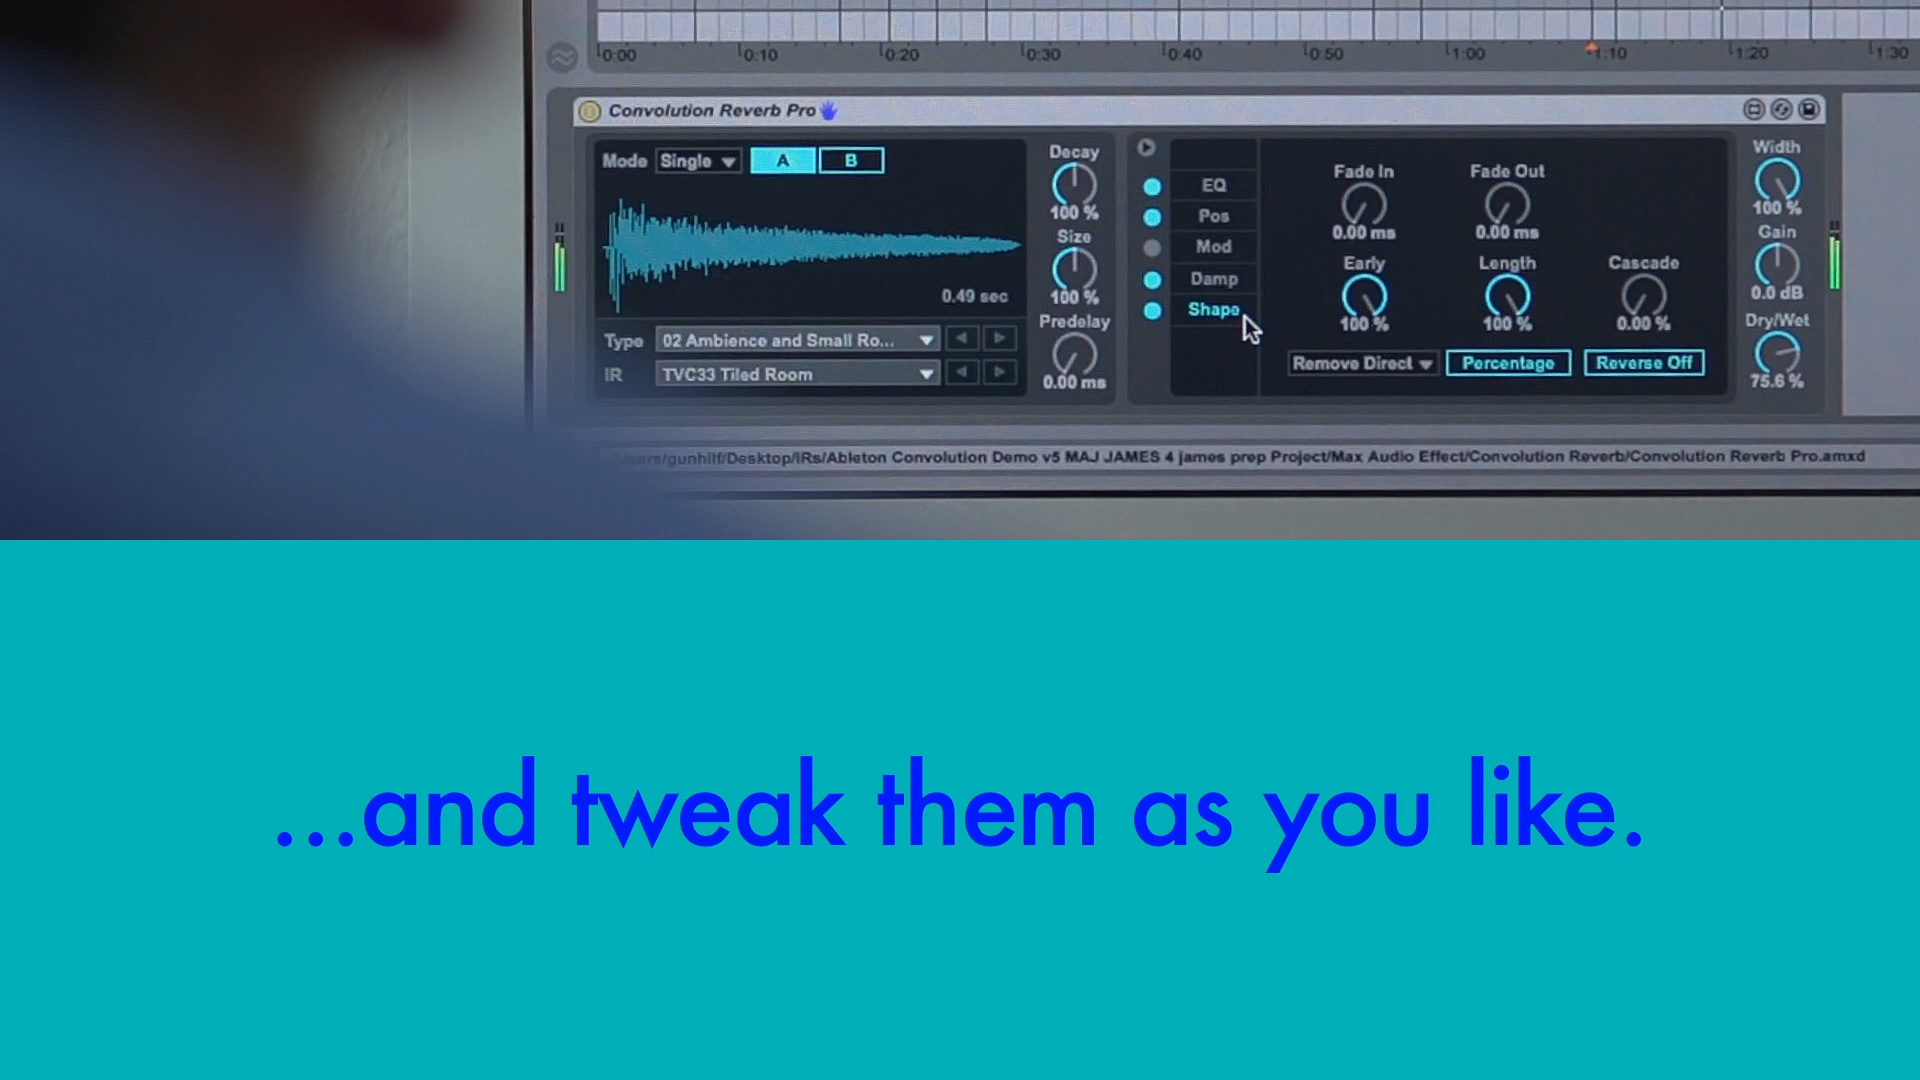 0:00 0:10 0:20 0:30 0:40 0:50 1:00 1:10 1:20 1:30
Convolution Reverb Pro
Mode Single A B
0.49 sec
Type 02 Ambience and Small Ro...
IR TVC33 Tiled Room
Decay
100 %
Size
100 %
Predelay
0.00 ms
EQ
Pos
Mod
Damp
Shape
Fade In Fade Out
0.00 ms 0.00 ms
Early Length Cascade
100 % 100 % 0.00 %
Remove Direct Percentage Reverse Off
Width
100 %
Gain
0.0 dB
Dry/Wet
75.6 %
/Users/gunhilf/Desktop/IRs/Ableton Convolution Demo v5 MAJ JAMES 4 james prep Project/Max Audio Effect/Convolution Reverb/Convolution Reverb Pro.amxd
...and tweak them as you like.